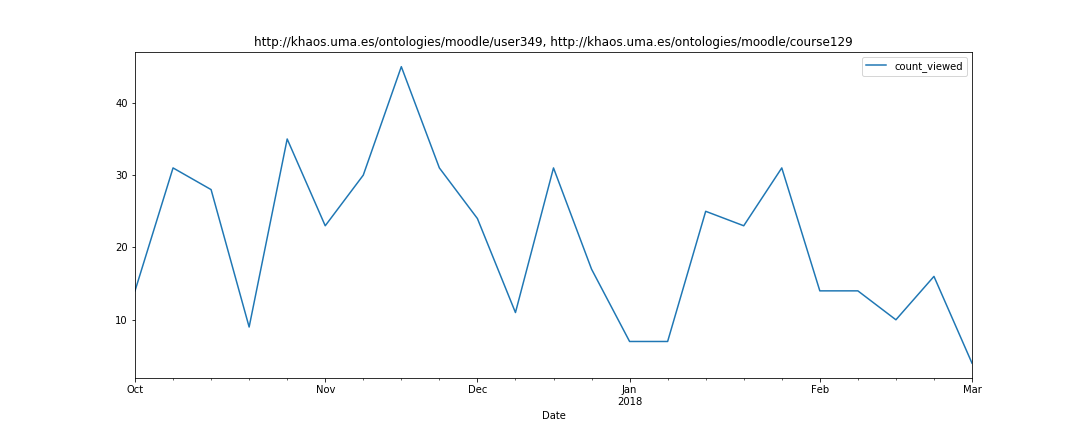 http://khaos.uma.es/ontologies/moodle/user349, http://khaos.uma.es/ontologies/moodle/course129
count_viewed
40
30
20
10
Oct Nov Dec Jan Feb Mar
2018
Date